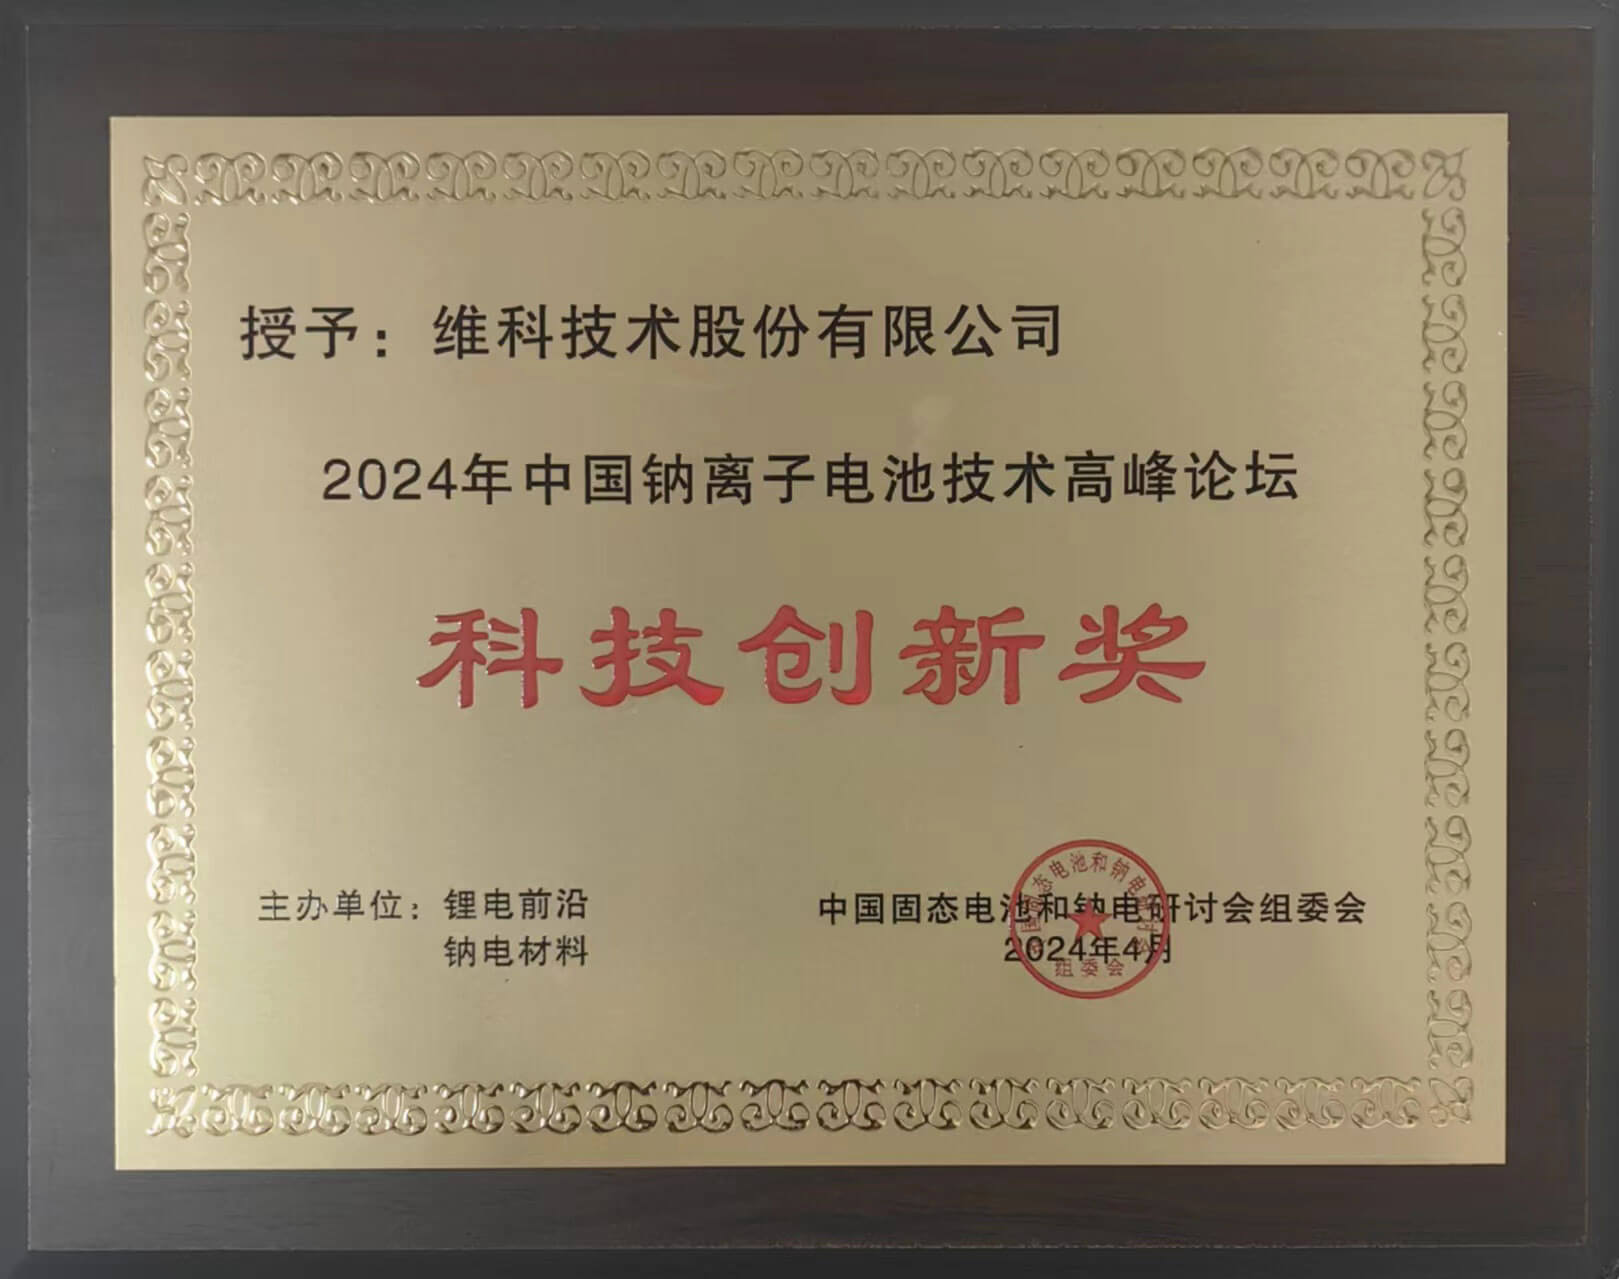 授予：维科技术股份有限公司
2024年中国钠离子电池技术高峰论坛
科技创新奖
主办单位：锂电前沿
钠电材料
中国固态电池和钠电研讨会组委会
2024年4月
组委会